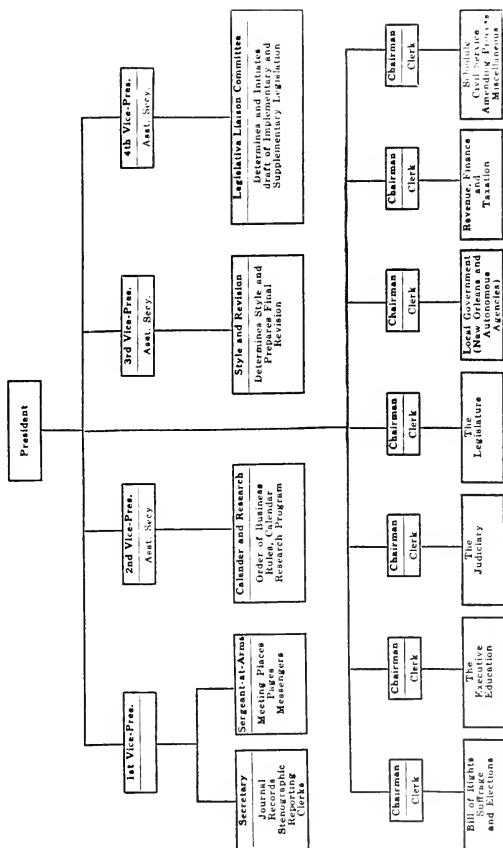 President
1st Vice-Pres.
2nd Vice-Pres.
Asst. Secy
3rd Vice-Pres.
Asst. Secy.
4th Vice-Pres.
Asst. Secy.
Secretary
Journal
Records
Stenographic
Reporting
Clerks
Sergeant-at-Arms
Meeting Places
Pages
Messengers
Calander and Research
Order of Business
Rules, Calendar
Research Program
Style and Revision
Determines Style and
Prepares Final
Revision
Legislative Liaison Committee
Determines and Initiates
draft of Implementary and
Supplementary Legislation
Chairman
Clerk
Bill of Rights
Suffrage
and Elections
Chairman
Clerk
The
Executive
Education
Chairman
Clerk
The
Judiciary
Chairman
Clerk
The
Legislature
Chairman
Clerk
Local Government
(New Orleans and
Autonomous
Agencies)
Chairman
Clerk
Revenue, Finance
and
Taxation
Chairman
Clerk
Schedule
Civil Service
Amending
Miscellaneous